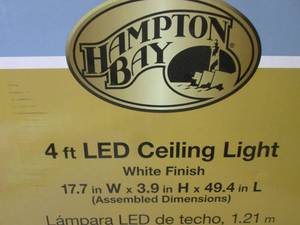 HAMPTON
BAY®
4 ft LED Ceiling Light
White Finish
17.7 in W x 3.9 in H x 49.4 in L
(Assembled Dimensions)
Lámpara LED de techo, 1.21 m